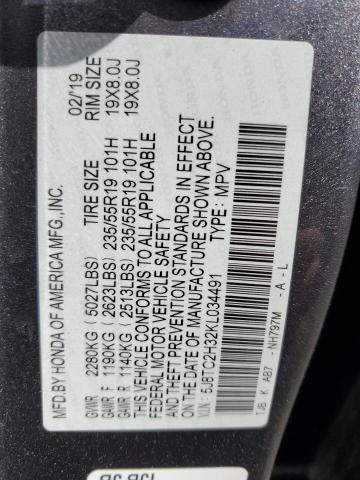 MFD.BY HONDA OF AMERICA MFG.,INC. 02/'19
TIRE SIZE RIM SIZE
GVWR 2280KG (5027LBS)
GAWR F 1190KG (2623LBS) 235/55R19 101H 19X8.0J
GAWR R 1140KG (2513LBS) 235/55R19 101H 19X8.0J
THIS VEHICLE CONFORMS TO ALL APPLICABLE
FEDERAL MOTOR VEHICLE SAFETY
AND THEFT PREVENTION STANDARDS IN EFFECT
ON THE DATE OF MANUFACTURE SHOWN ABOVE.
V.I.N.: 5J8TC2H32KL034491 TYPE: MPV
TJB K A87 NH797M - A - L